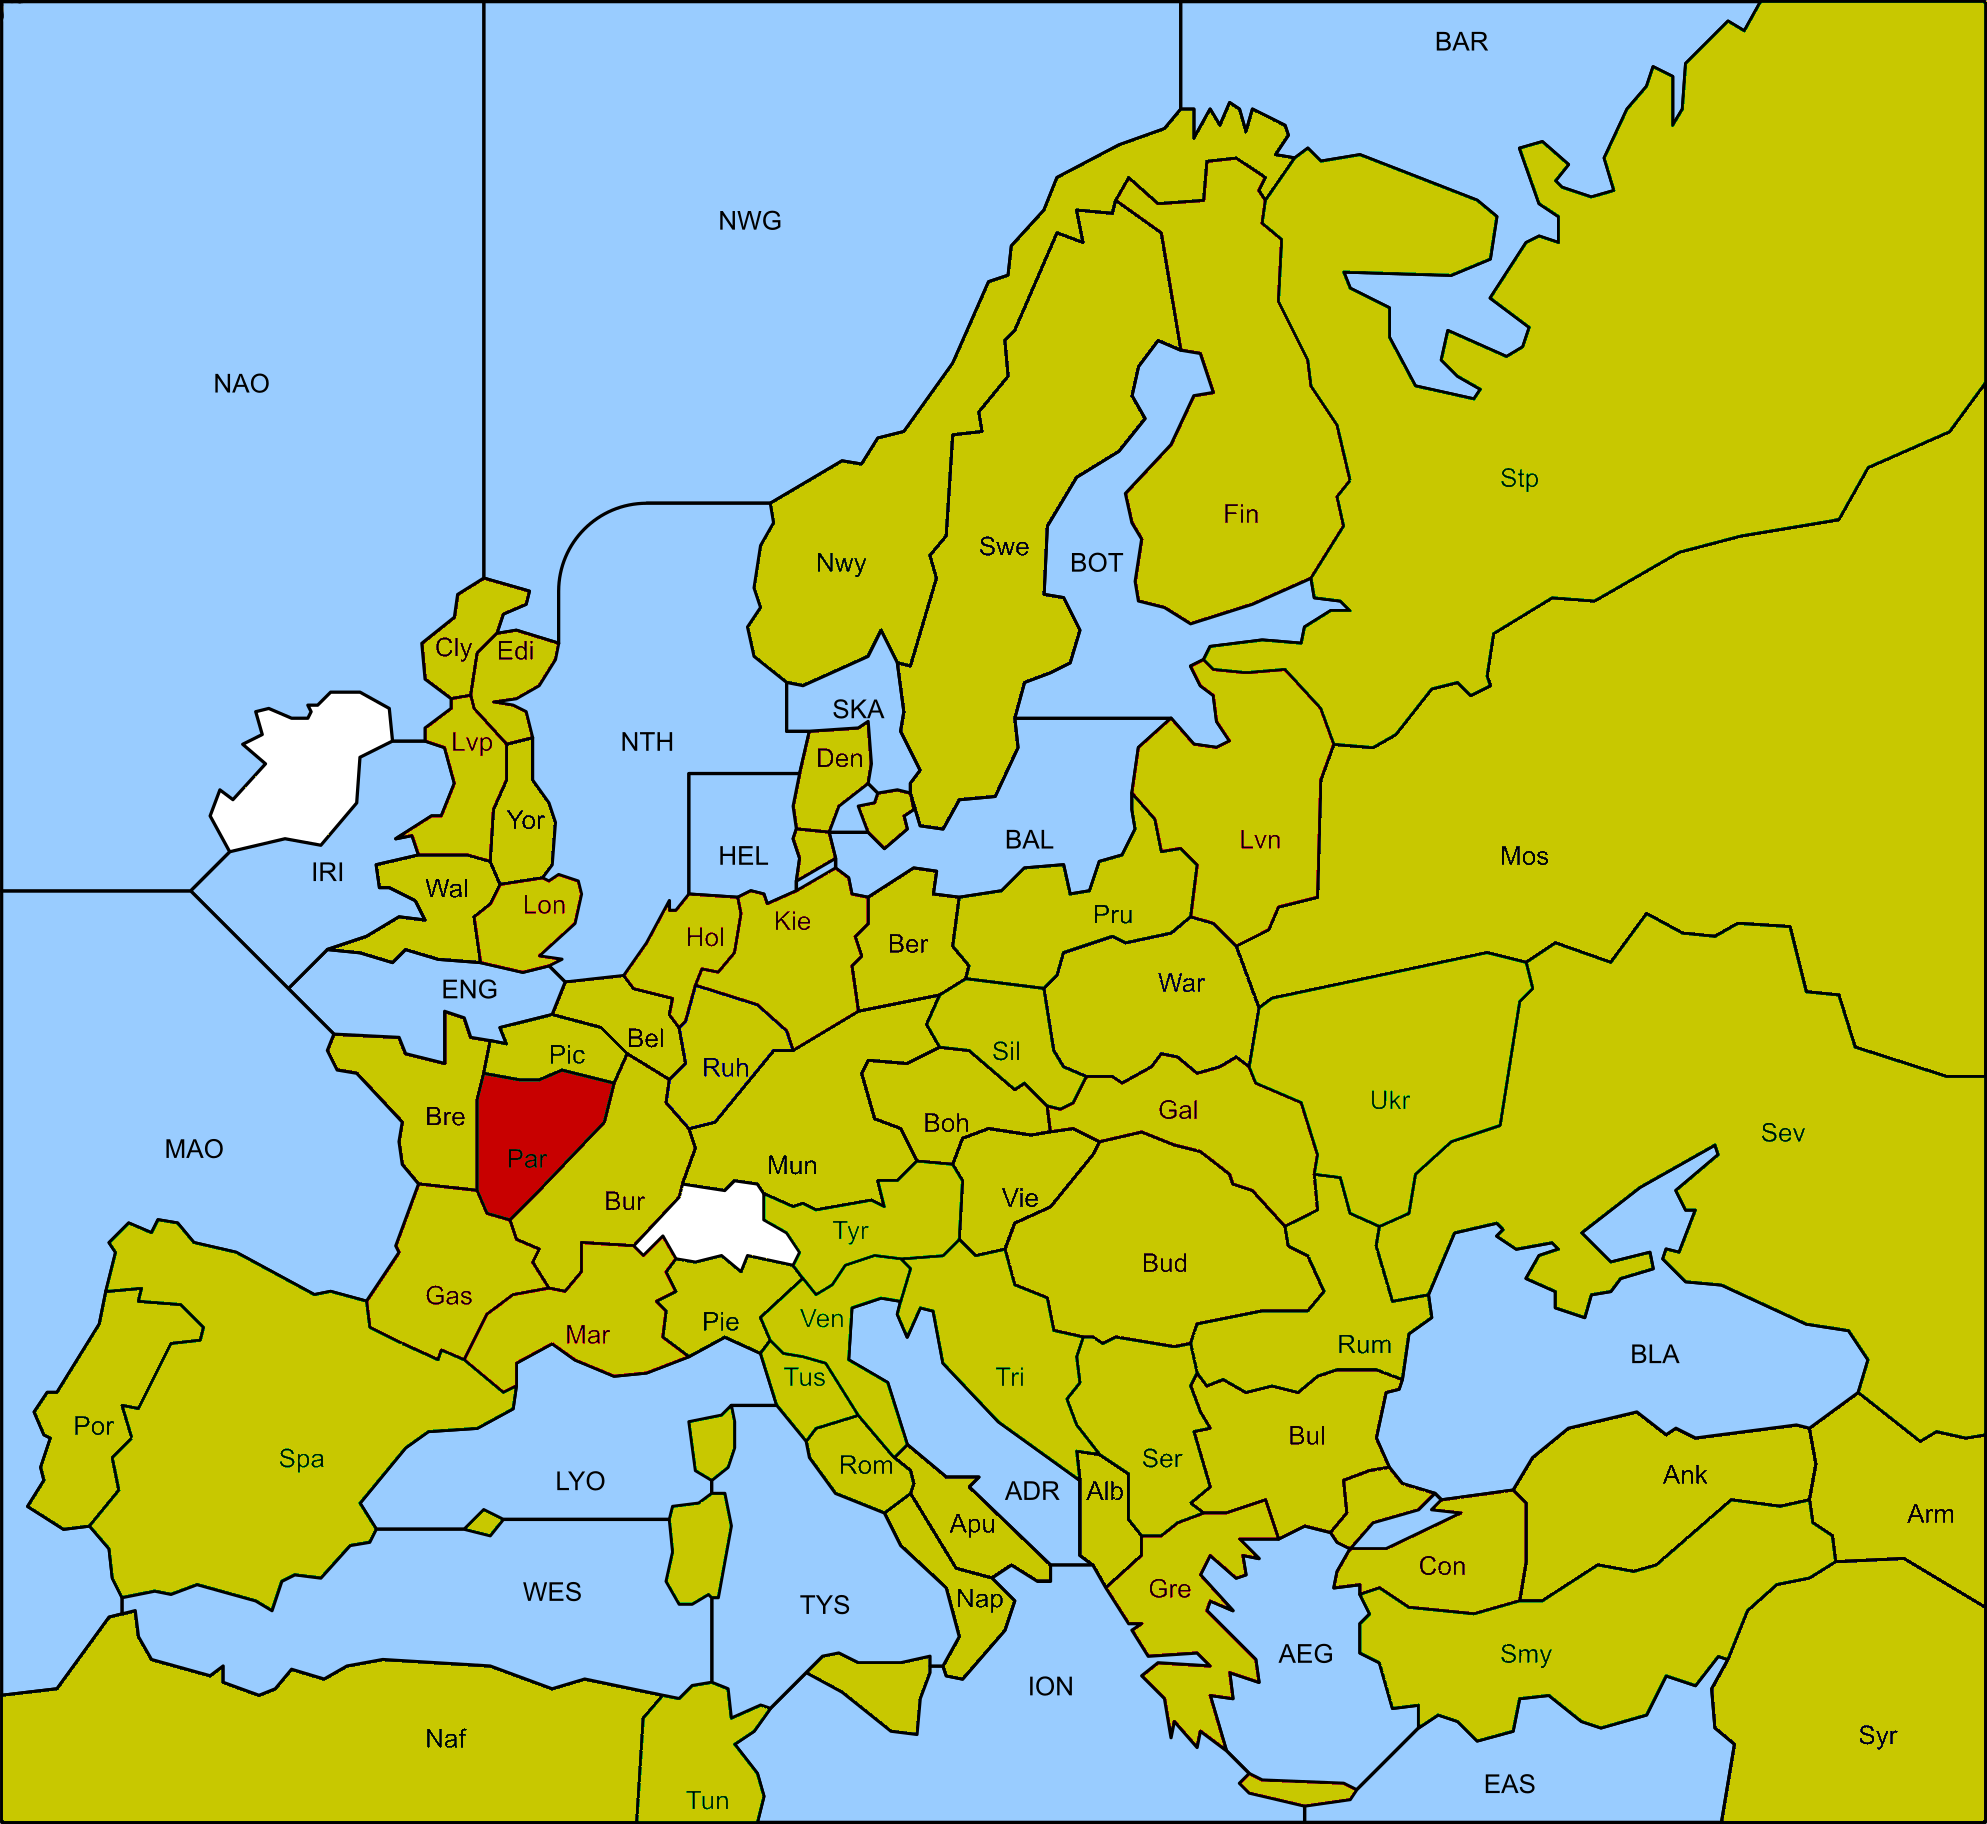 BAR
NWG
NAO
Stp
Fin
Swe
Nwy
BOT
Cly
Edi
SKA
NTH
Lvp
Den
Yor
HEL
BAL
Lvn
Mos
IRI
Wal
Lon
Kie
Pru
Hol
Ber
War
ENG
Bel
Pic
Sil
Ruh
Ukr
Gal
Bre
Boh
Sev
MAO
Par
Mun
Bur
Vie
Tyr
Bud
Gas
Pie
Ven
Mar
Rum
BLA
Tus
Tri
Por
Bul
Spa
Ser
Rom
Ank
LYO
ADR
Alb
Arm
Apu
Con
WES
Gre
Nap
TYS
AEG
Smy
ION
Naf
Syr
EAS
Tun